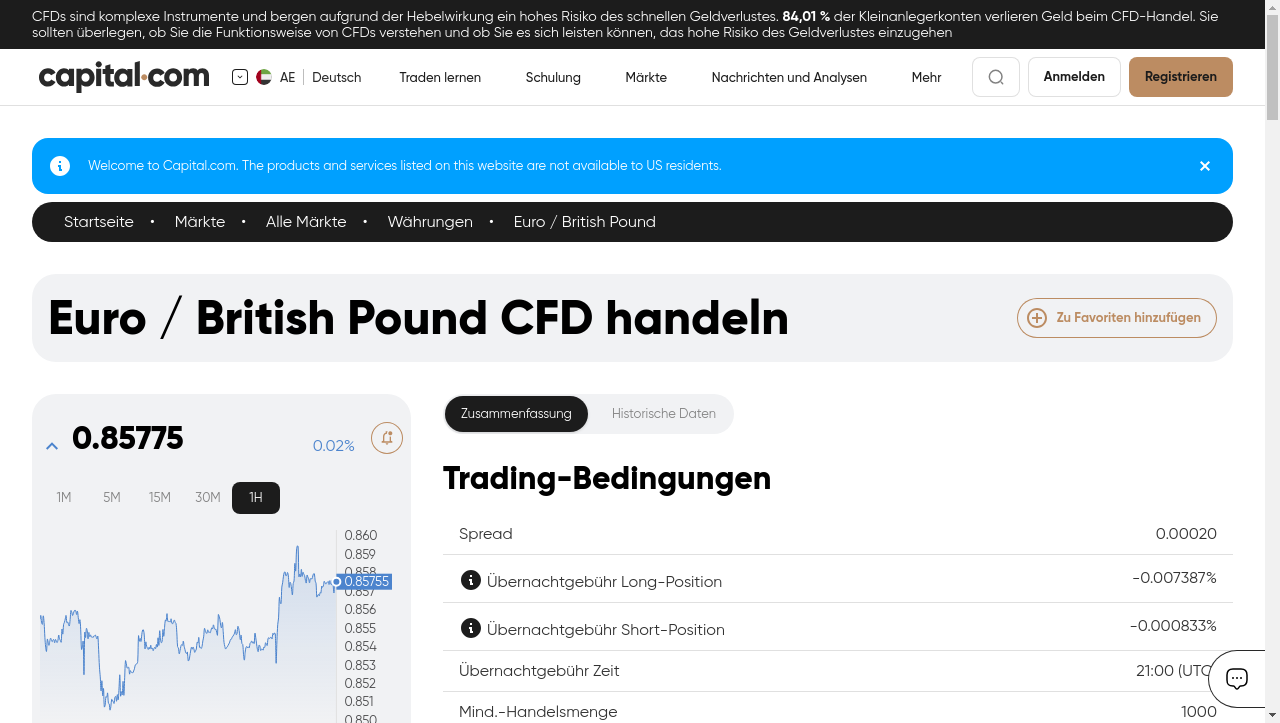 CFDs sind komplexe Instrumente und bergen aufgrund der Hebelwirkung ein hohes Risiko des schnellen Geldverlustes. 84,01 % der Kleinanlegerkonten verlieren Geld beim CFD-Handel. Sie
sollten überlegen, ob Sie die Funktionsweise von CFDs verstehen und ob Sie es sich leisten können, das hohe Risiko des Geldverlustes einzugehen
capital.com AE Deutsch Traden lernen Schulung Märkte Nachrichten und Analysen Mehr Anmelden Registrieren
Welcome to Capital.com. The products and services listed on this website are not available to US residents.
Startseite • Märkte • Alle Märkte • Währungen • Euro / British Pound
Euro / British Pound CFD handeln
Zu Favoriten hinzufügen
0.85775
0.02%
1M 5M 15M 30M 1H
0.860
0.859
0.858
0.85755
0.857
0.856
0.855
0.854
0.853
0.852
0.851
0.850
Zusammenfassung Historische Daten
Trading-Bedingungen
Spread 0.00020
Übernachtgebühr Long-Position -0.007387%
Übernachtgebühr Short-Position -0.000833%
Übernachtgebühr Zeit 21:00 (UTC)
Mind.-Handelsmenge 1000